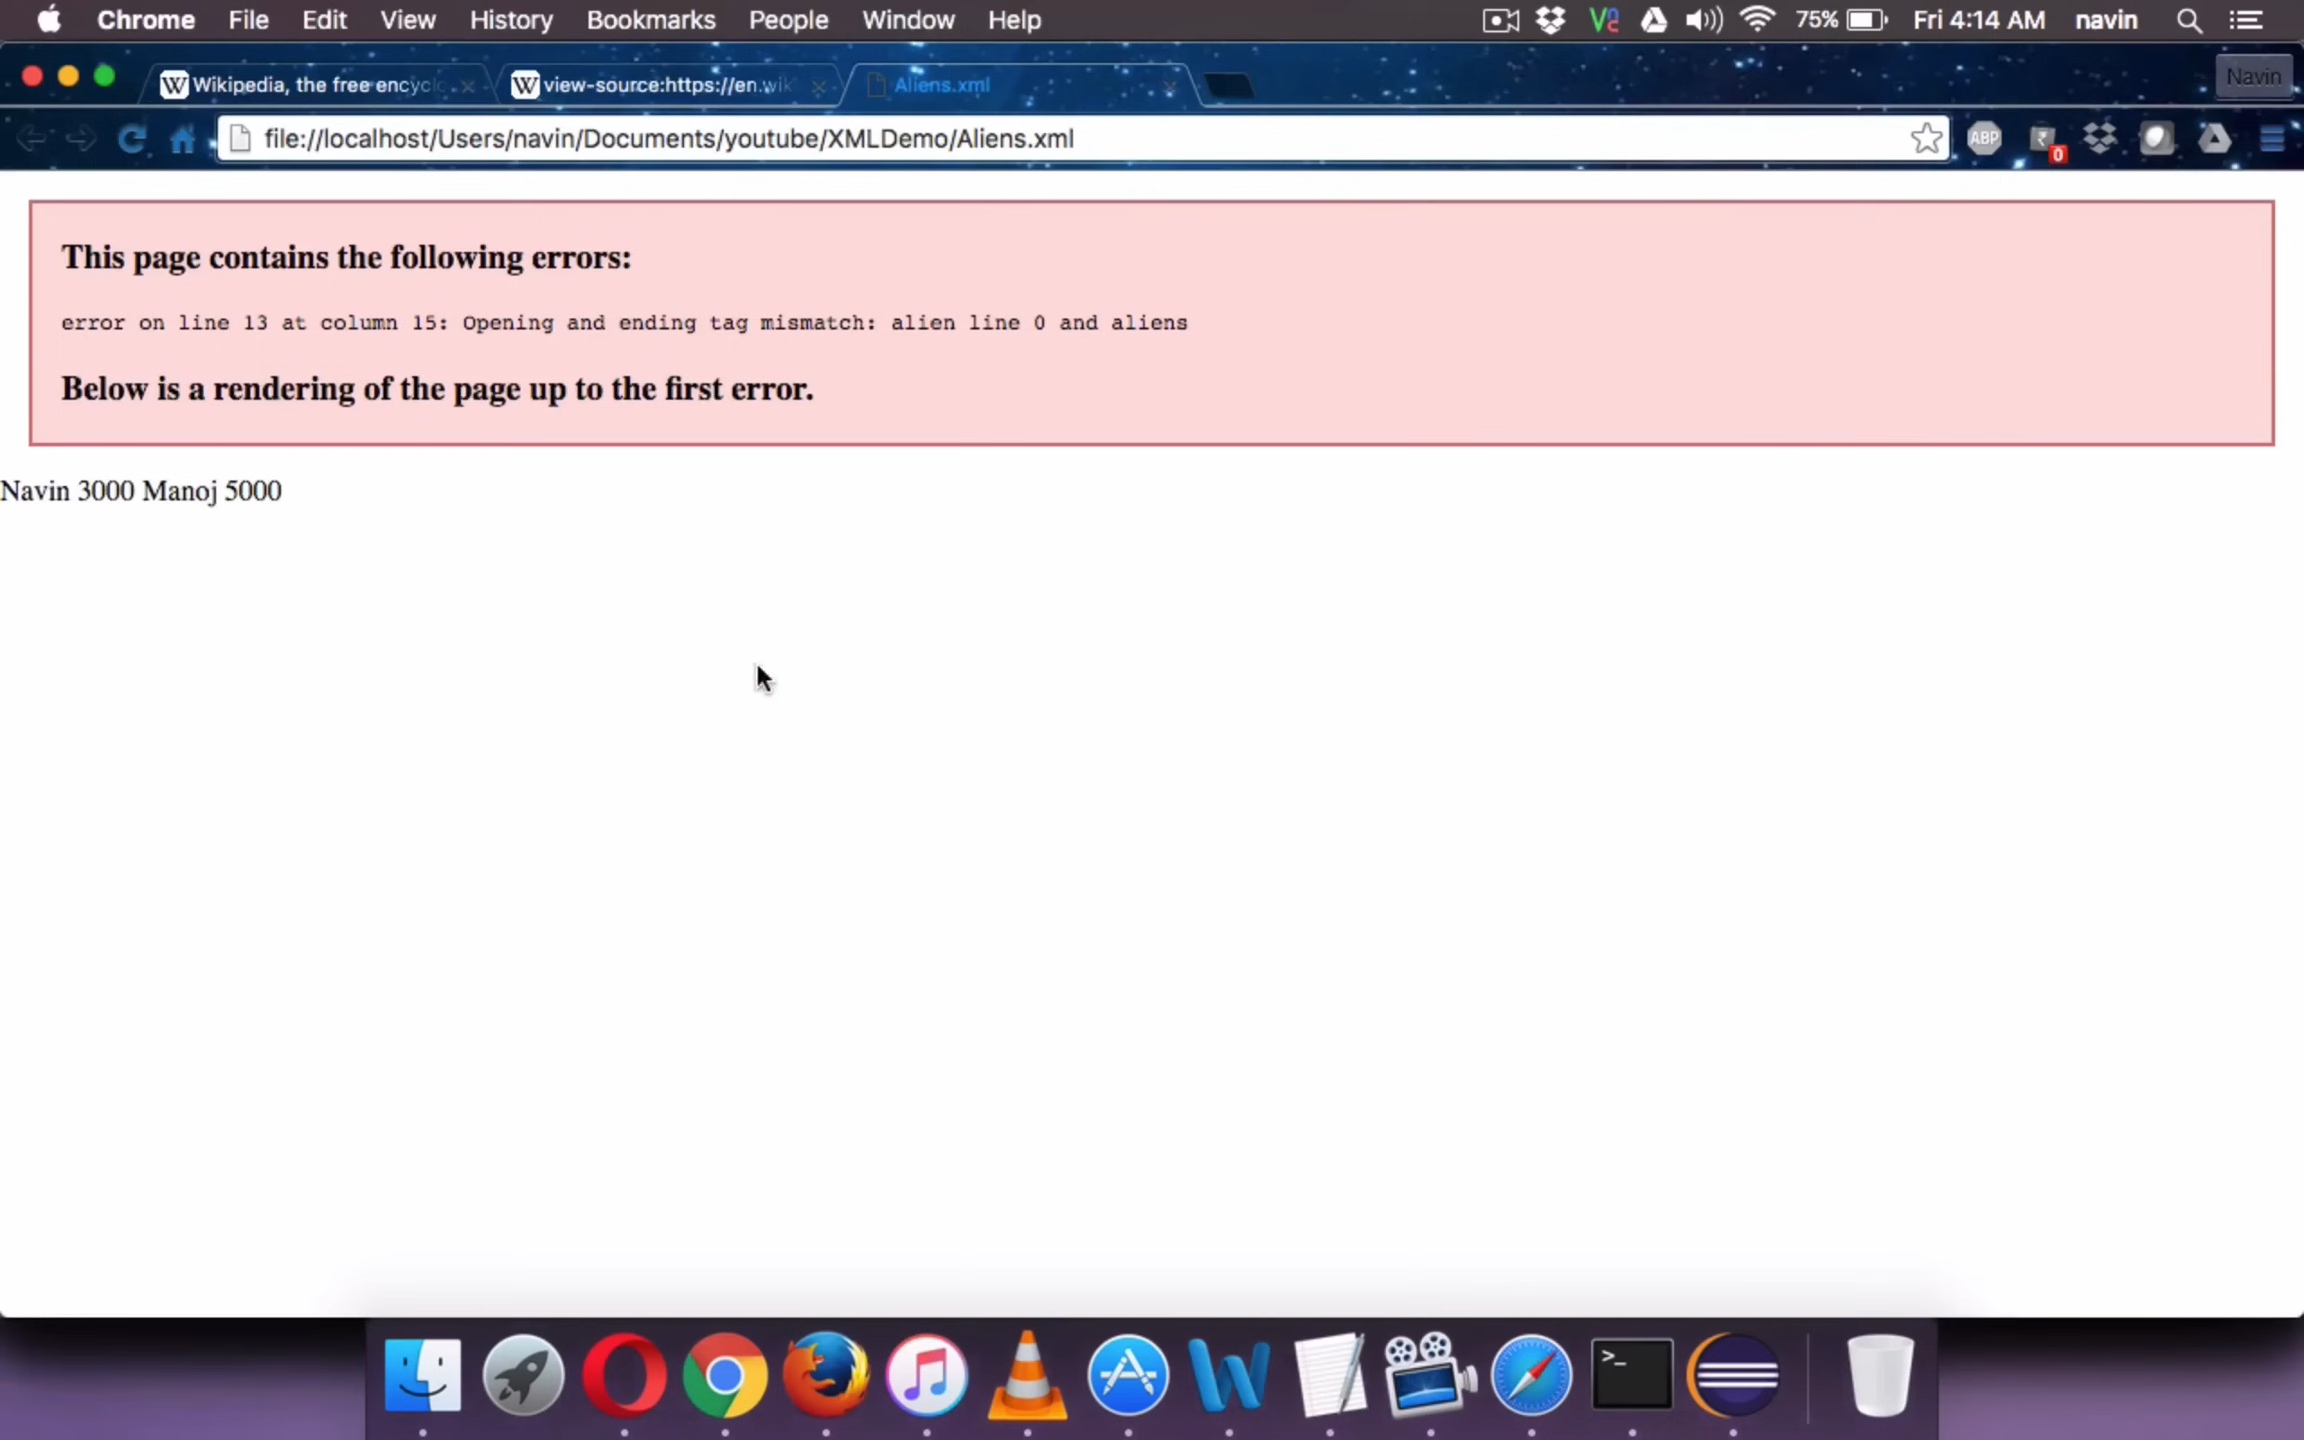 Chrome File Edit View History Bookmarks People Window Help 75% Fri 4:14 AM navin
Wikipedia, the free encyclo view-source:https://en.wik Aliens.xml Navin
file://localhost/Users/navin/Documents/youtube/XMLDemo/Aliens.xml ABP 0
This page contains the following errors:
error on line 13 at column 15: Opening and ending tag mismatch: alien line 0 and aliens
Below is a rendering of the page up to the first error.
Navin 3000 Manoj 5000